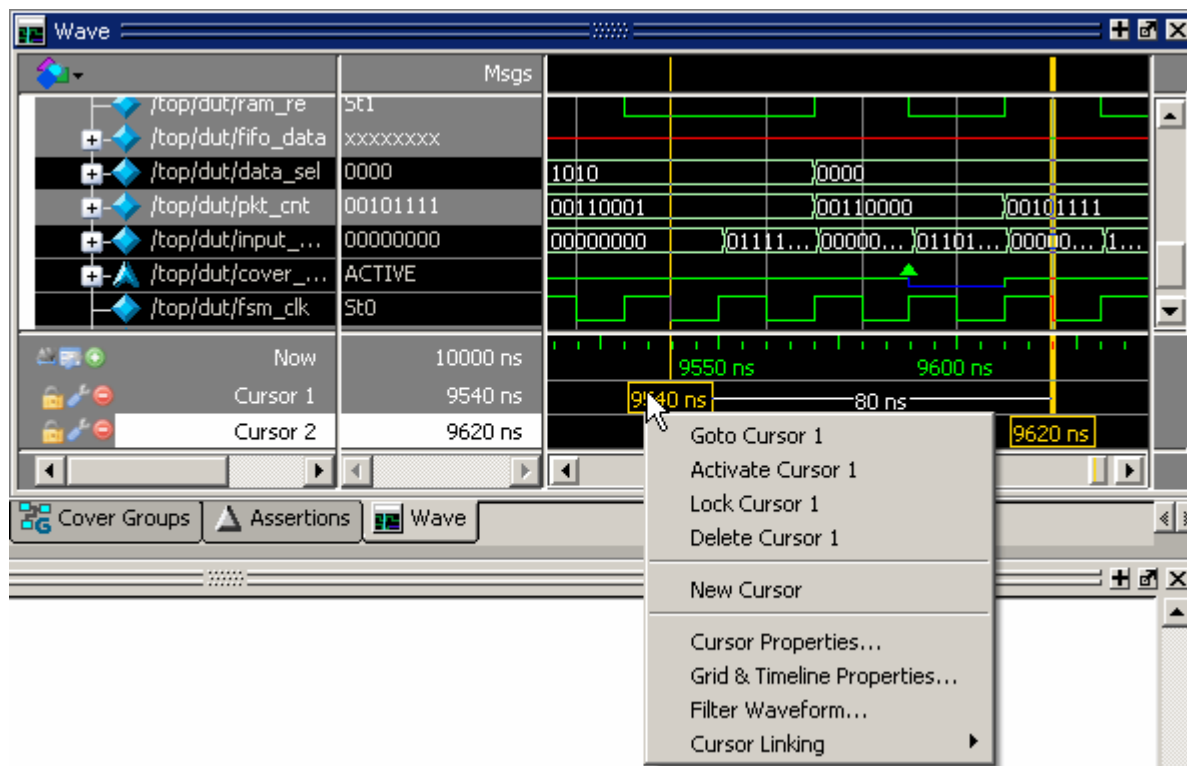 Wave
Msgs
/top/dut/ram_re St1
/top/dut/fifo_data xxxxxxxx
/top/dut/data_sel 0000 1010 0000
/top/dut/pkt_cnt 00101111 00110001 00110000 00101111
/top/dut/input_... 00000000 00000000 01111... 00000... 01101... 00000... 1...
/top/dut/cover_... ACTIVE
/top/dut/fsm_clk St0
Now 10000 ns 9550 ns 9600 ns
Cursor 1 9540 ns 9540 ns 80 ns
Cursor 2 9620 ns 9620 ns
Goto Cursor 1
Activate Cursor 1
Lock Cursor 1
Delete Cursor 1
New Cursor
Cursor Properties...
Grid & Timeline Properties...
Filter Waveform...
Cursor Linking
Cover Groups Assertions Wave